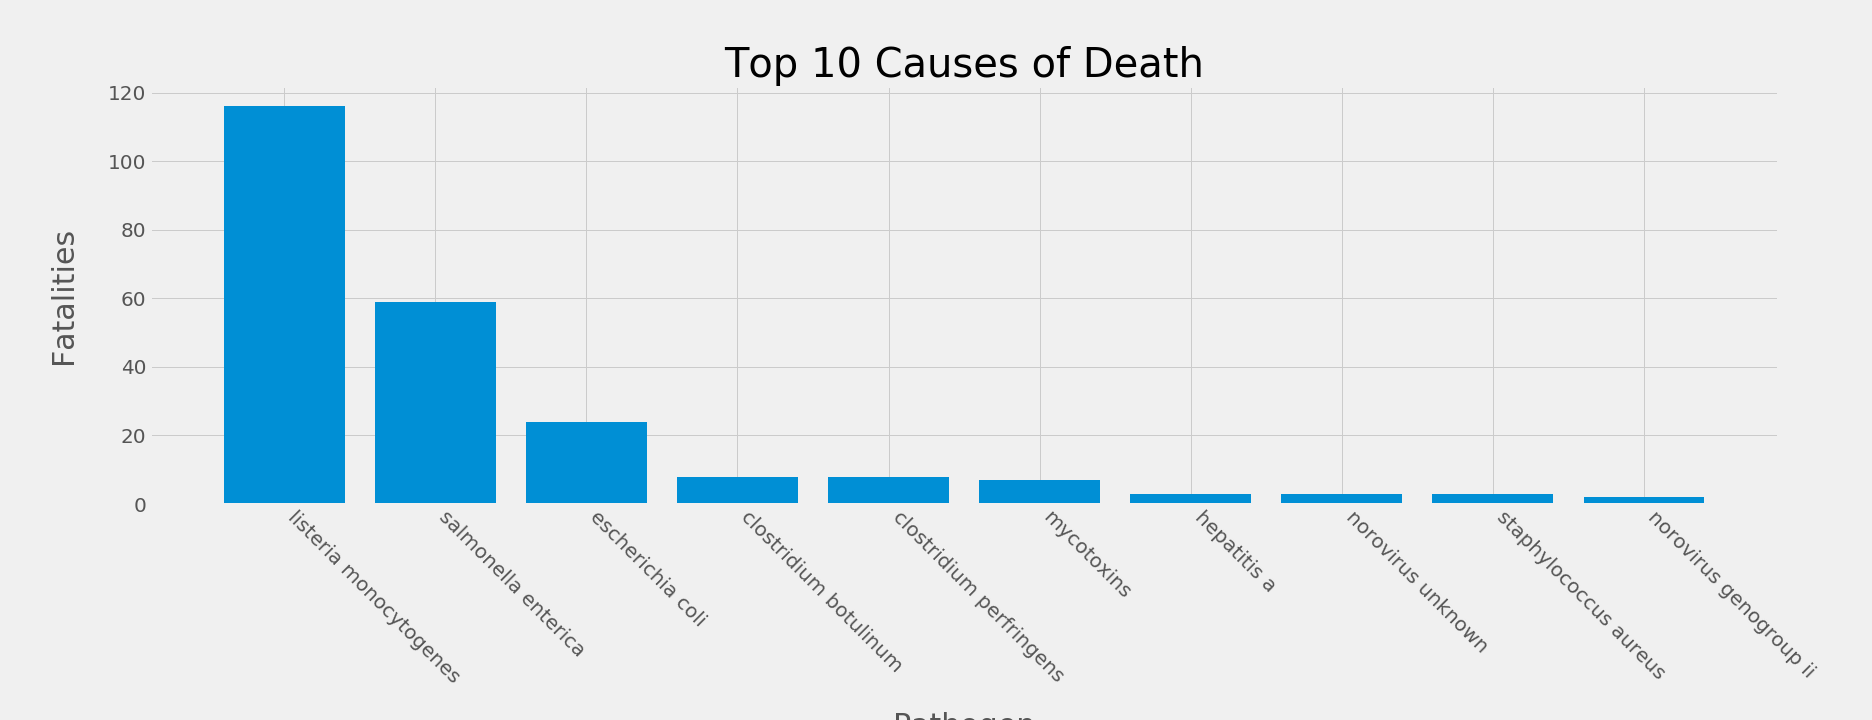 Top 10 Causes of Death
Fatalities
120
100
80
60
40
20
0
listeria monocytogenes
salmonella enterica
escherichia coli
clostridium botulinum
clostridium perfringens
mycotoxins
hepatitis a
norovirus unknown
staphylococcus aureus
norovirus genogroup ii
Pathogen